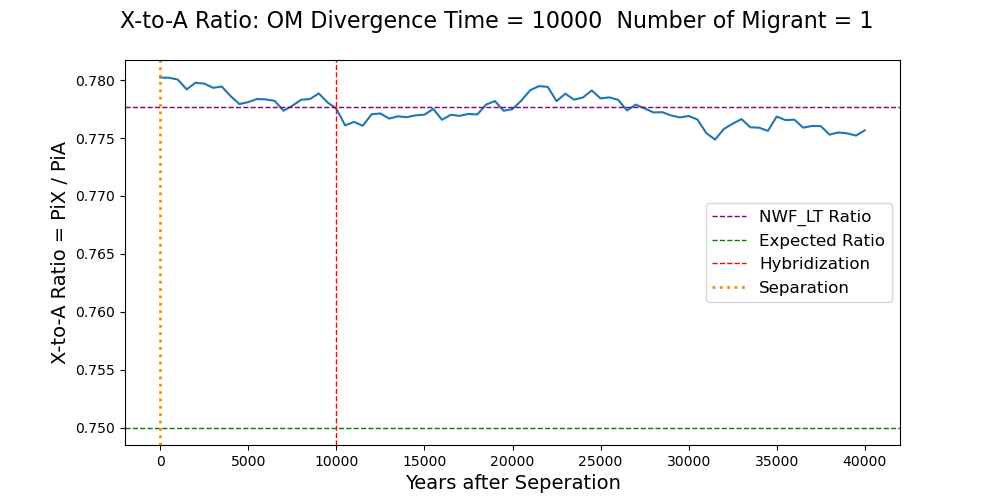 X-to-A Ratio: OM Divergence Time = 10000  Number of Migrant = 1
X-to-A Ratio = PiX / PiA
0.780
0.775
0.770
0.765
0.760
0.755
0.750
NWF_LT Ratio
Expected Ratio
Hybridization
Separation
0 5000 10000 15000 20000 25000 30000 35000 40000
Years after Seperation